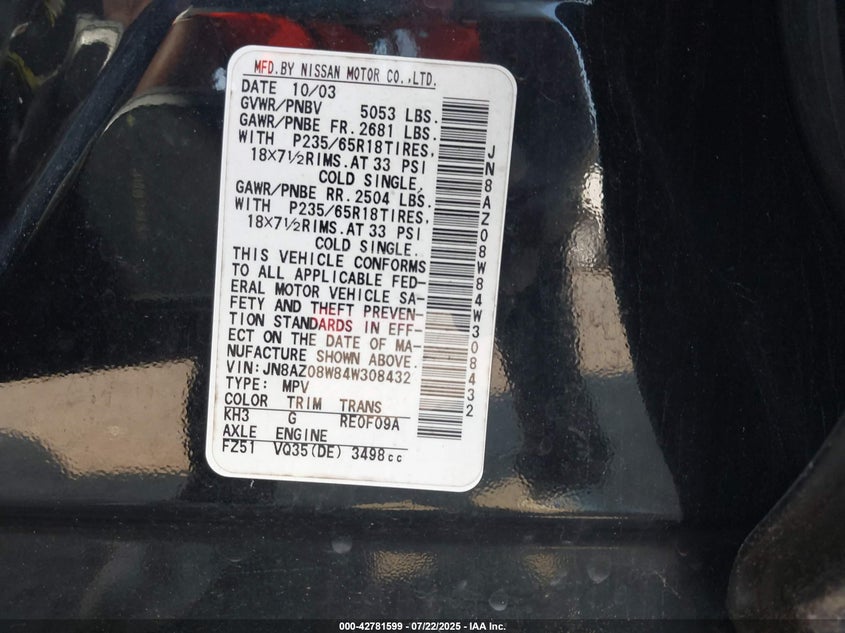 MFD.BY NISSAN MOTOR CO.,LTD.
DATE 10/03
GVWR/PNBV 5053 LBS.
GAWR/PNBE FR.2681 LBS.
WITH P235/65R18TIRES,
18×7½RIMS.AT 33 PSI
COLD SINGLE,
GAWR/PNBE RR.2504 LBS.
WITH P235/65R18TIRES,
18×7½RIMS.AT 33 PSI
COLD SINGLE.
THIS VEHICLE CONFORMS
TO ALL APPLICABLE FED-
ERAL MOTOR VEHICLE SA-
FETY AND THEFT PREVEN-
TION STANDARDS IN EFF-
ECT ON THE DATE OF MA-
NUFACTURE SHOWN ABOVE.
VIN:JN8AZ08W84W308432
TYPE: MPV
COLOR TRIM TRANS
KH3 G RE0F09A
AXLE ENGINE
FZ51 VQ35(DE) 3498cc
JN8AZ08W84W308432
000-42781599 - 07/22/2025 - IAA Inc.